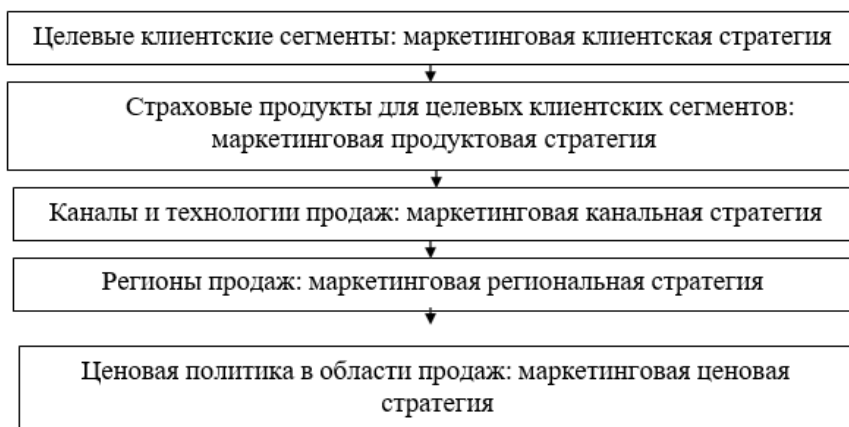 Целевые клиентские сегменты: маркетинговая клиентская стратегия
Страховые продукты для целевых клиентских сегментов:
маркетинговая продуктовая стратегия
Каналы и технологии продаж: маркетинговая канальная стратегия
Регионы продаж: маркетинговая региональная стратегия
Ценовая политика в области продаж: маркетинговая ценовая
стратегия